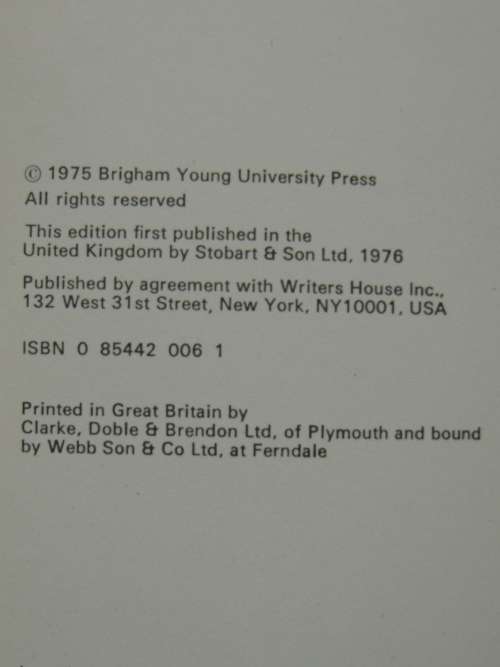 © 1975 Brigham Young University Press
All rights reserved
This edition first published in the
United Kingdom by Stobart & Son Ltd, 1976
Published by agreement with Writers House Inc.,
132 West 31st Street, New York, NY10001, USA
ISBN 0 85442 006 1
Printed in Great Britain by
Clarke, Doble & Brendon Ltd, of Plymouth and bound
by Webb Son & Co Ltd, at Ferndale